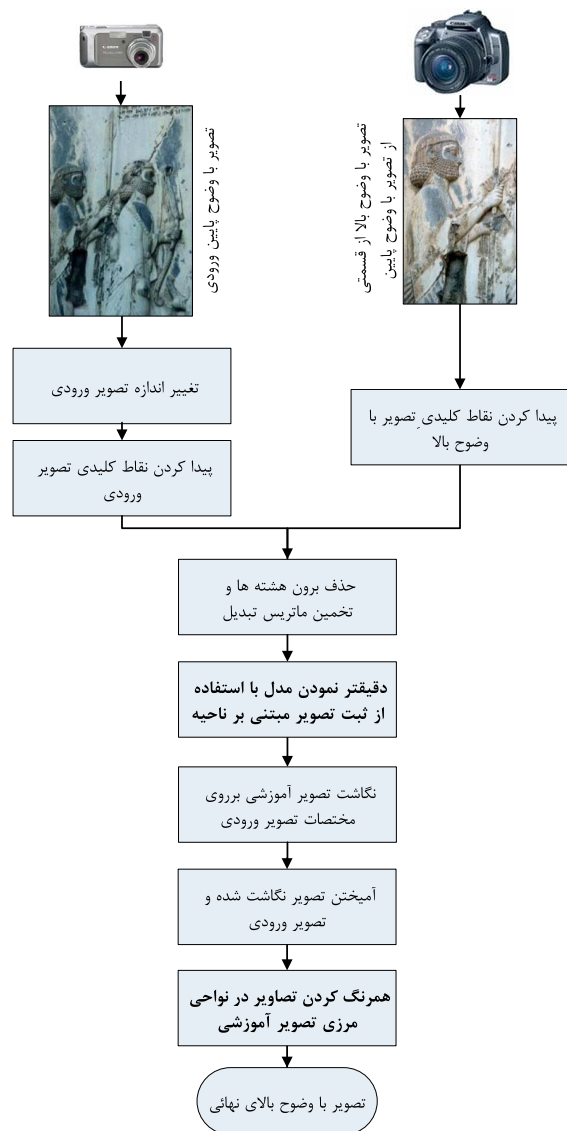 تصویر با وضوح پایین ورودی
تصویر با وضوح بالا از قسمتی
از تصویر با وضوح پایین
تغییر اندازه تصویر ورودی
پیدا کردن نقاط کلیدی تصویر
ورودی
پیدا کردن نقاط کلیدیِ تصویر با
وضوح بالا
حذف برون هشته ها و
تخمین ماتریس تبدیل
دقیقتر نمودن مدل با استفاده
از ثبت تصویر مبتنی بر ناحیه
نگاشت تصویر آموزشی برروی
مختصات تصویر ورودی
آمیختن تصویر نگاشت شده و
تصویر ورودی
همرنگ کردن تصاویر در نواحی
مرزی تصویر آموزشی
تصویر با وضوح بالای نهائی